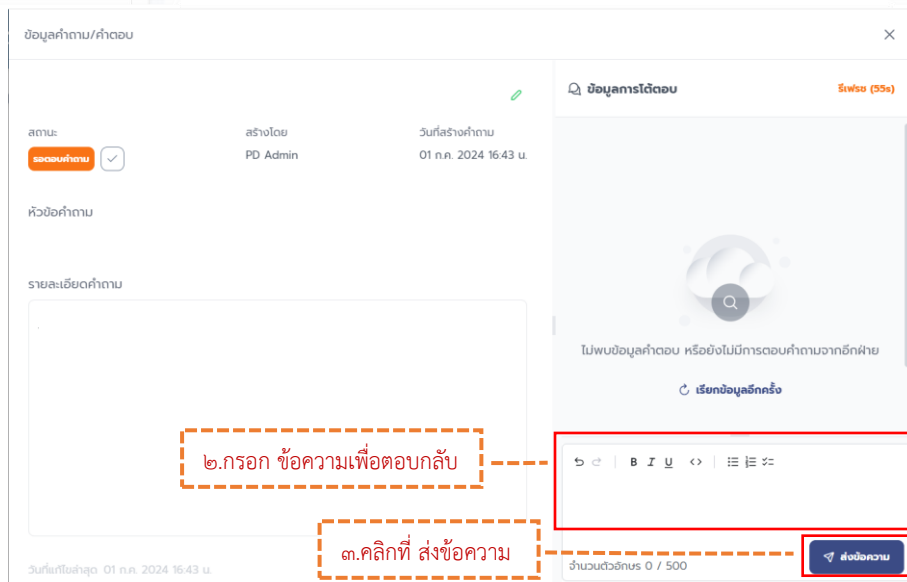 ข้อมูลคำถาม/คำตอบ
สถานะ
สร้างโดย
วันที่สร้างคำถาม
รอตอบคำถาม
PD Admin
01 ก.ค. 2024 16:43 น.
หัวข้อคำถาม
รายละเอียดคำถาม
วันที่แก้ไขล่าสุด 01 ก.ค. 2024 16:43 น.
ข้อมูลการโต้ตอบ
รีเฟรช (55s)
ไม่พบข้อมูลคำตอบ หรือยังไม่มีการตอบคำถามจากอีกฝ่าย
เรียกข้อมูลอีกครั้ง
๒.กรอก ข้อความเพื่อตอบกลับ
B I U
๓.คลิกที่ ส่งข้อความ
จำนวนตัวอักษร 0 / 500
ส่งข้อความ